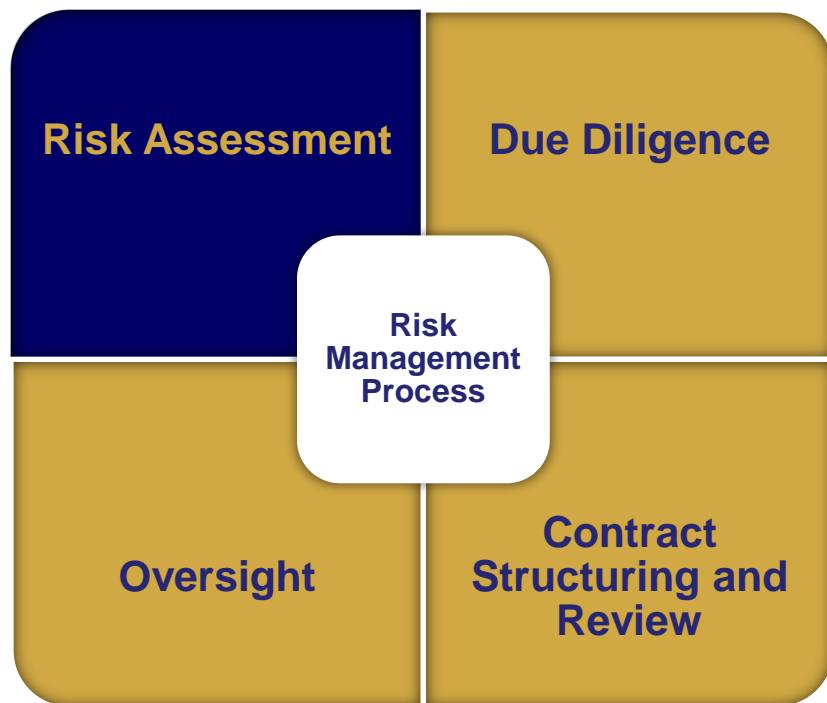 Risk Assessment
Due Diligence
Risk
Management
Process
Oversight
Contract
Structuring and
Review